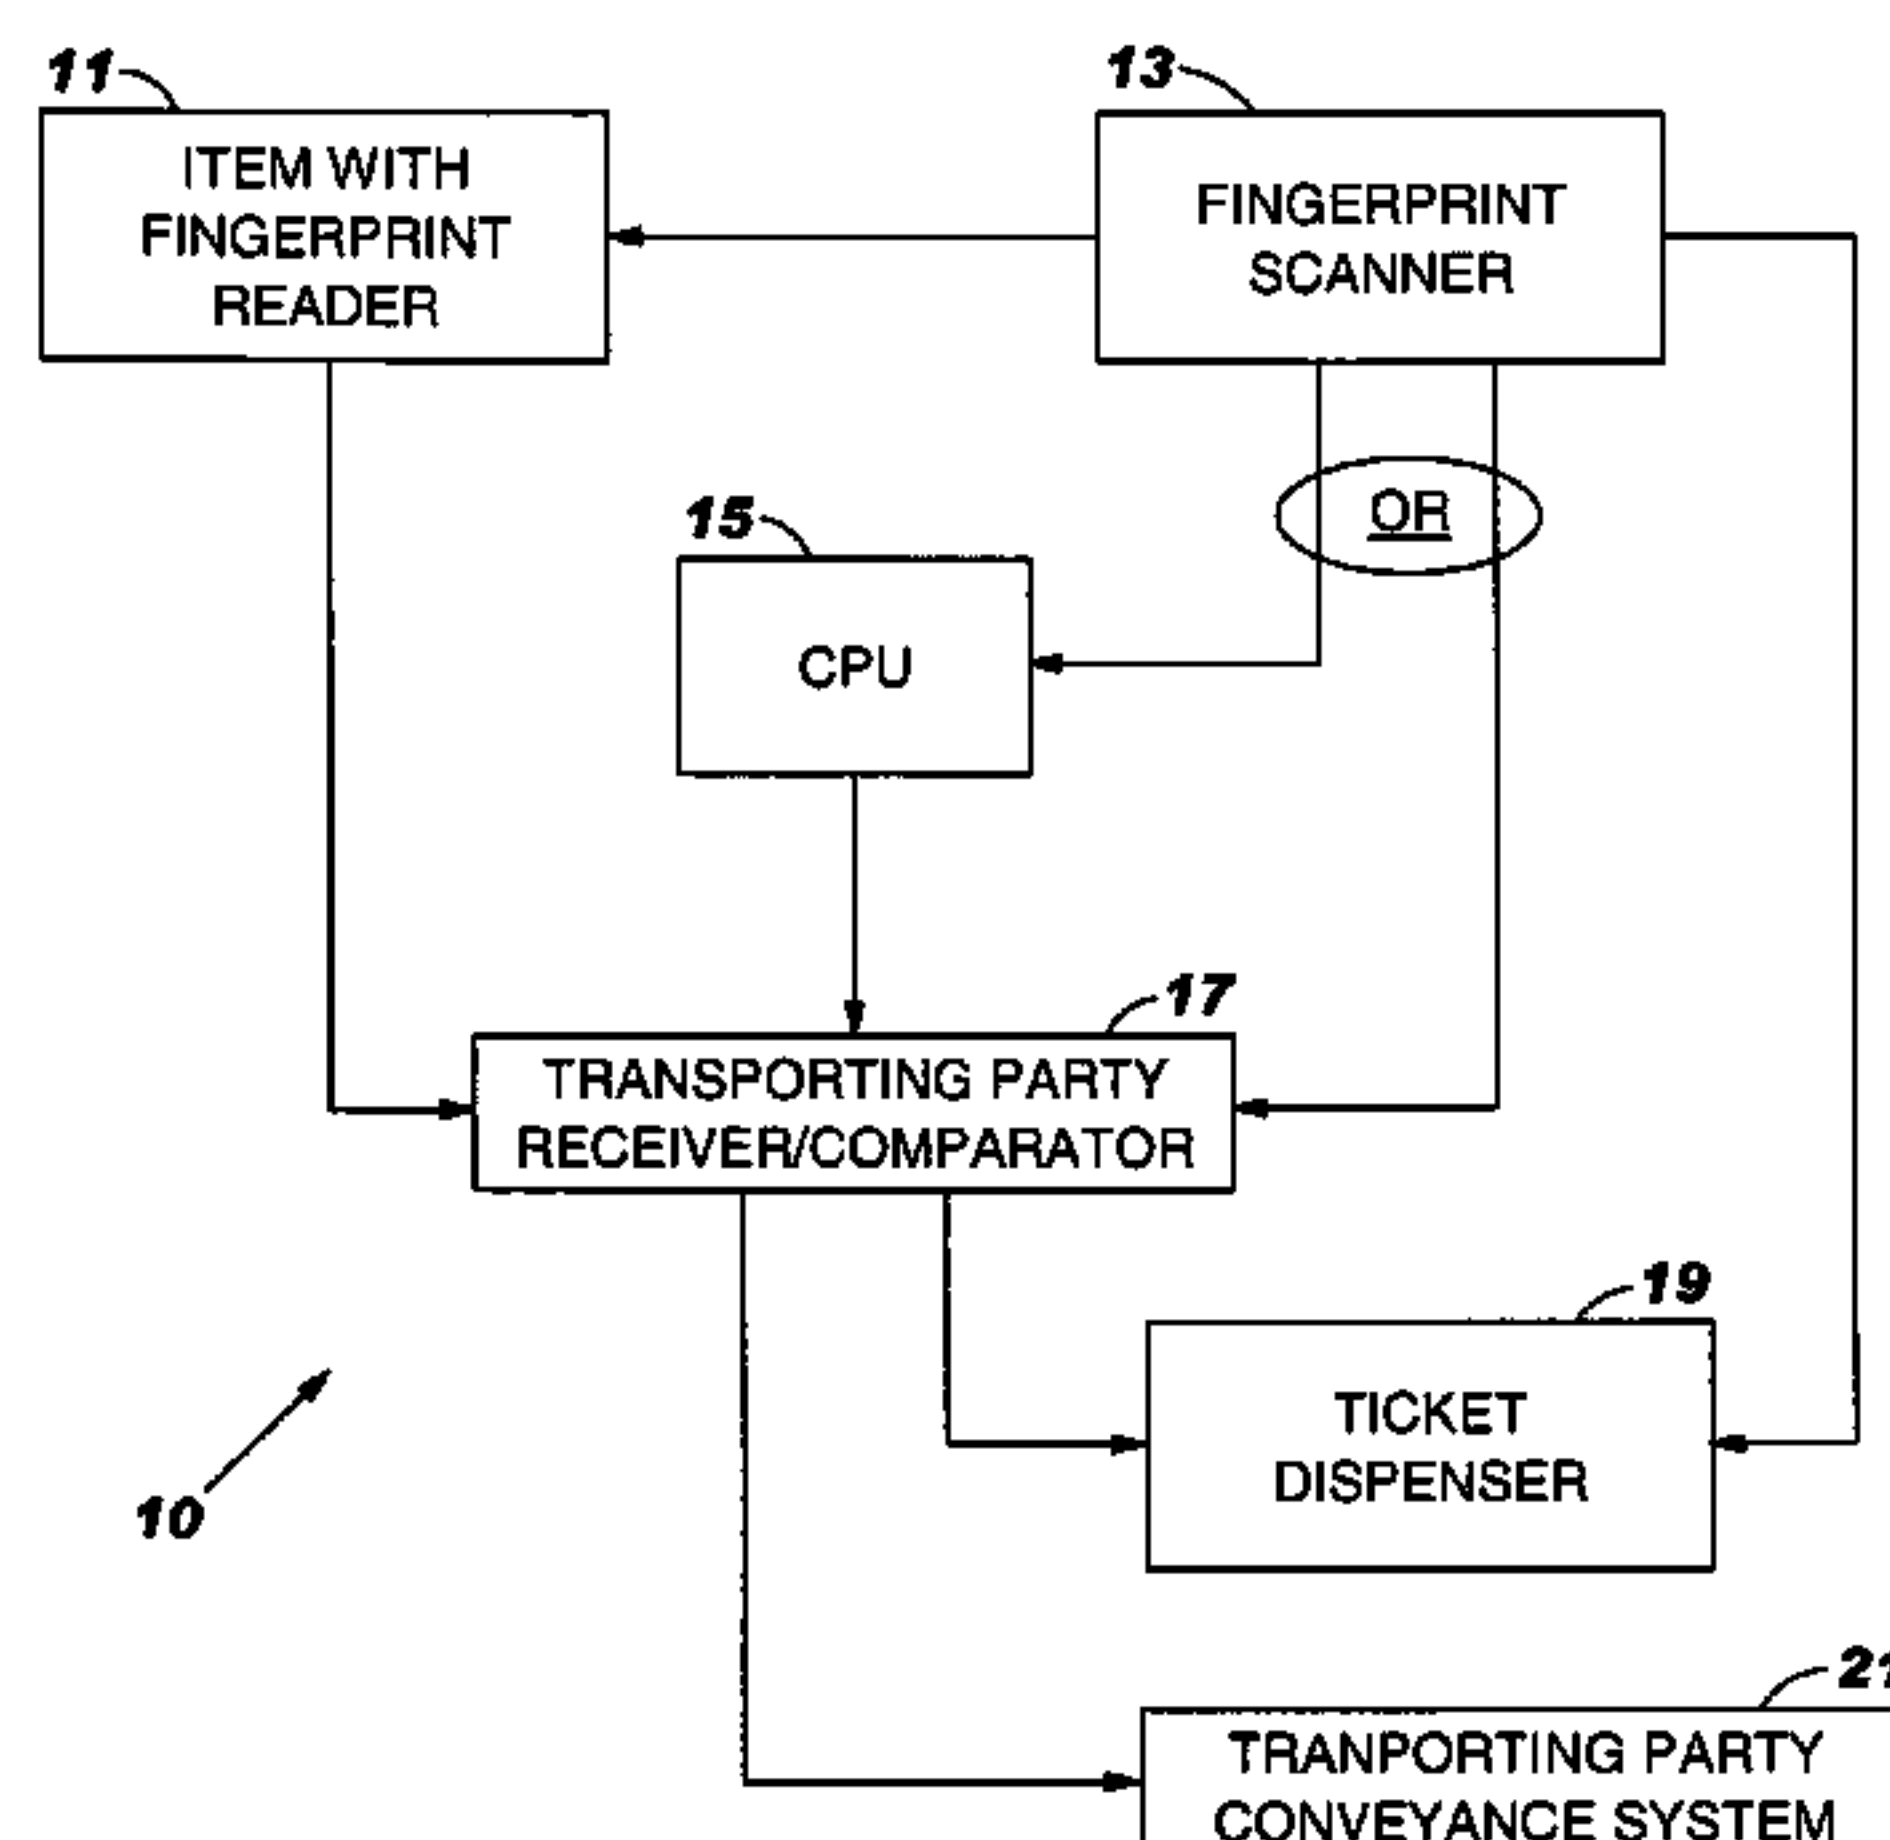 11
13
ITEM WITH
FINGERPRINT
READER
FINGERPRINT
SCANNER
OR
15
CPU
17
TRANSPORTING PARTY
RECEIVER/COMPARATOR
19
TICKET
DISPENSER
10
21
TRANPORTING PARTY
CONVEYANCE SYSTEM